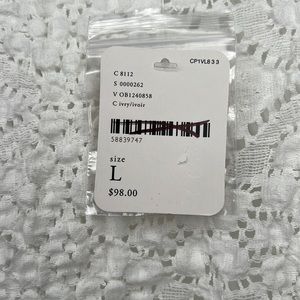 CP1VL833
C 8112
S 0000262
V OB1240858
C ivry/ivoir
58839747
size
L
$98.00